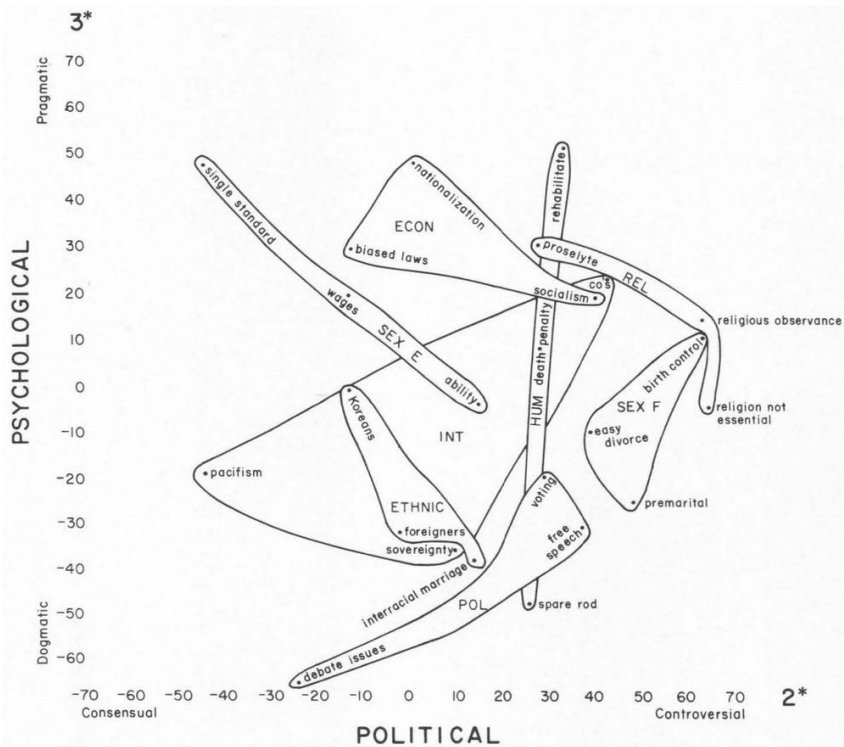 3*
70
60
50
40
30
20
10
0
-10
-20
-30
-40
-50
-60
Pragmatic
PSYCHOLOGICAL
Dogmatic
single standard
wages
SEX E
ability
nationalization
ECON
biased laws
socialism
rehabilitate
death penalty
HUM
spare rod
proselyte
REL
co's
religious observance
religion not
essential
birth control
SEX F
easy
divorce
premarital
Koreans
INT
pacifism
ETHNIC
foreigners
sovereignty
interracial marriage
voting
free
speech
POL
debate issues
-70 -60 -50 -40 -30 -20 -10 0 10 20 30 40 50 60 70 2*
Consensual Controversial
POLITICAL